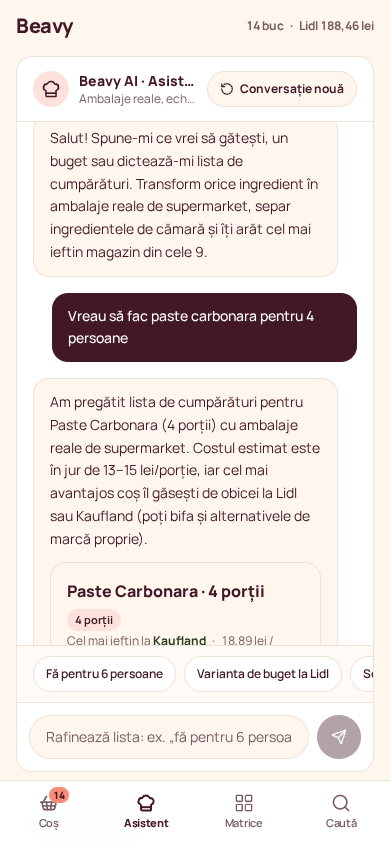 Beavy
14 buc · Lidl 188,46 lei
Beavy AI · Asist...
Ambalaje reale, ech...
Conversație nouă
Salut! Spune-mi ce vrei să gătești, un
buget sau dictează-mi lista de
cumpărături. Transform orice ingredient în
ambalaje reale de supermarket, separ
ingredientele de cămară și îți arăt cel mai
ieftin magazin din cele 9.
Vreau să fac paste carbonara pentru 4
persoane
Am pregătit lista de cumpărături pentru
Paste Carbonara (4 porții) cu ambalaje
reale de supermarket. Costul estimat este
în jur de 13–15 lei/porție, iar cel mai
avantajos coș îl găsești de obicei la Lidl
sau Kaufland (poți bifa și alternativele de
marcă proprie).
Paste Carbonara · 4 porții
4 porții
Cel mai ieftin la Kaufland · 18,89 lei /
Fă pentru 6 persoane
Varianta de buget la Lidl
Rafinează lista: ex. „fă pentru 6 persoa
14
Coș
Asistent
Matrice
Caută